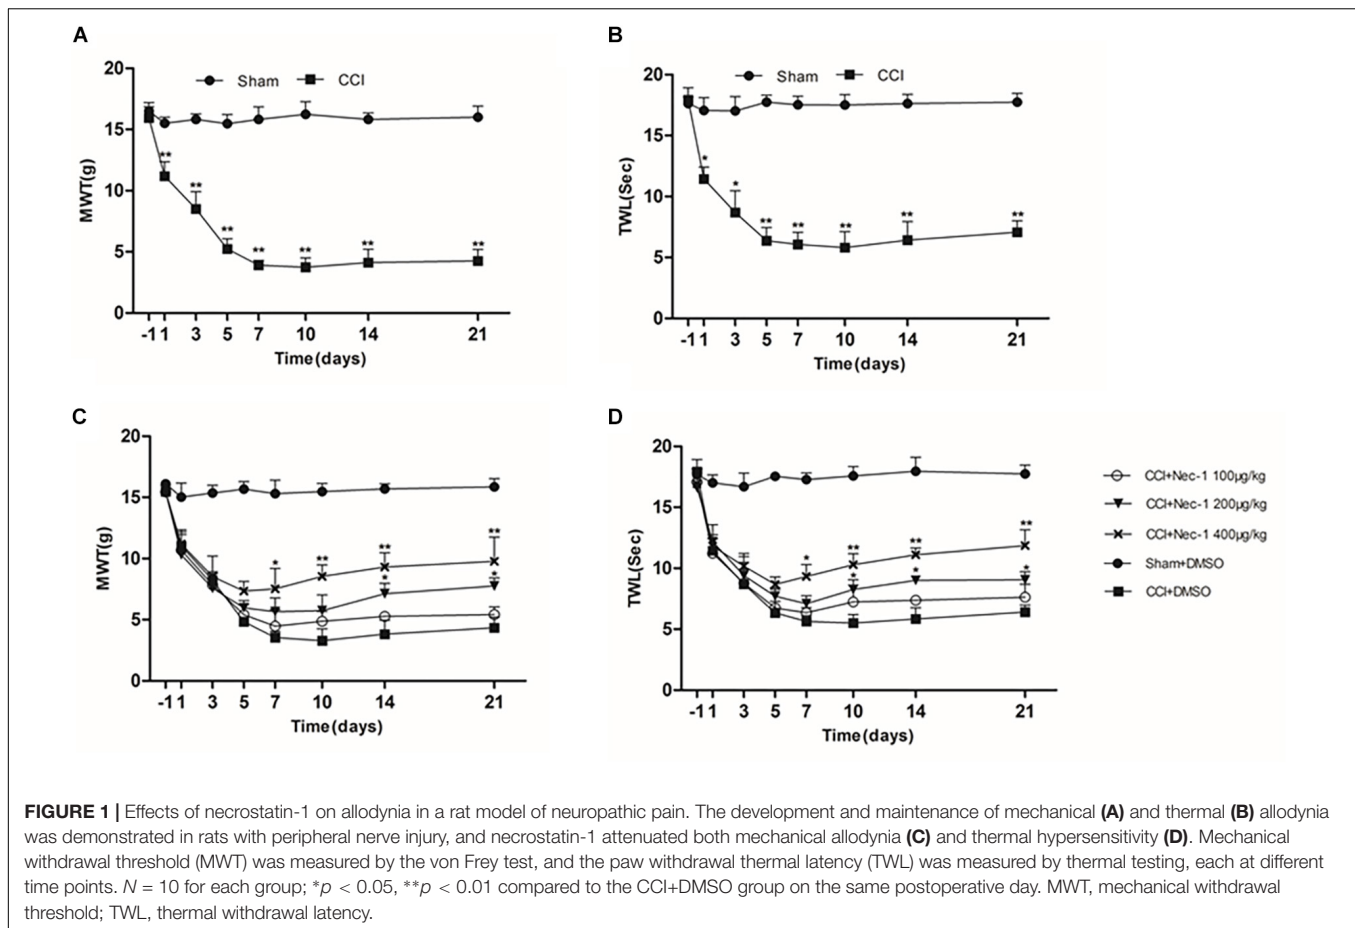 A
B
Sham
CCI
20
15
10
5
0
MWT(g)
**
**
**
**
**
**
**
-1 1 3 5 7 10 14 21
Time(days)
Sham
CCI
20
15
10
5
0
TWL(Sec)
*
*
**
**
**
**
**
-1 1 3 5 7 10 14 21
Time(days)
C
D
20
15
10
5
0
MWT(g)
*
**
**
*
**
*
-1 1 3 5 7 10 14 21
Time(days)
20
15
10
5
0
TWL(Sec)
*
**
*
**
*
**
*
-1 1 3 5 7 10 14 21
Time(days)
CCI+Nec-1 100μg/kg
CCI+Nec-1 200μg/kg
CCI+Nec-1 400μg/kg
Sham+DMSO
CCI+DMSO
FIGURE 1 | Effects of necrostatin-1 on allodynia in a rat model of neuropathic pain. The development and maintenance of mechanical (A) and thermal (B) allodynia
was demonstrated in rats with peripheral nerve injury, and necrostatin-1 attenuated both mechanical allodynia (C) and thermal hypersensitivity (D). Mechanical
withdrawal threshold (MWT) was measured by the von Frey test, and the paw withdrawal thermal latency (TWL) was measured by thermal testing, each at different
time points. N = 10 for each group; *p < 0.05, **p < 0.01 compared to the CCI+DMSO group on the same postoperative day. MWT, mechanical withdrawal
threshold; TWL, thermal withdrawal latency.